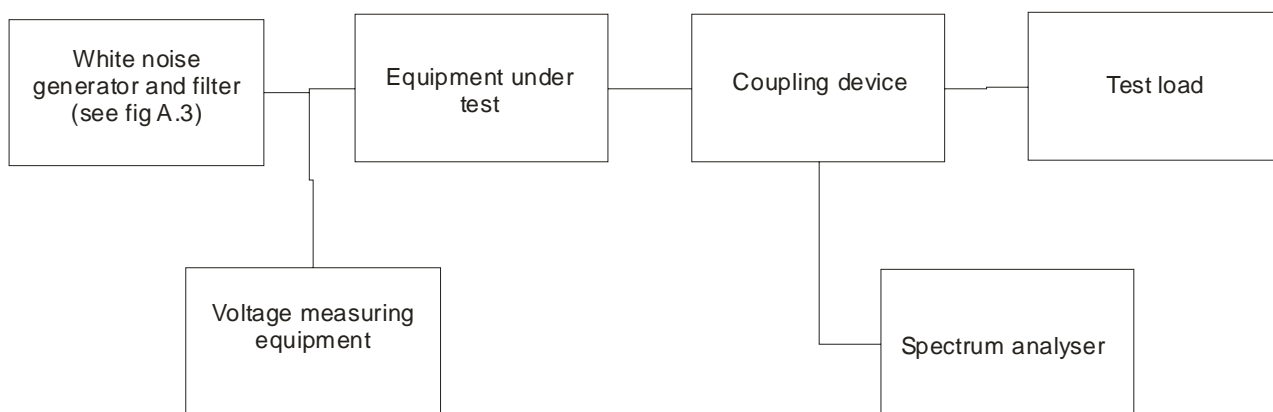 White noise
generator and filter
(see fig A.3)
Equipment under
test
Coupling device
Test load
Voltage measuring
equipment
Spectrum analyser